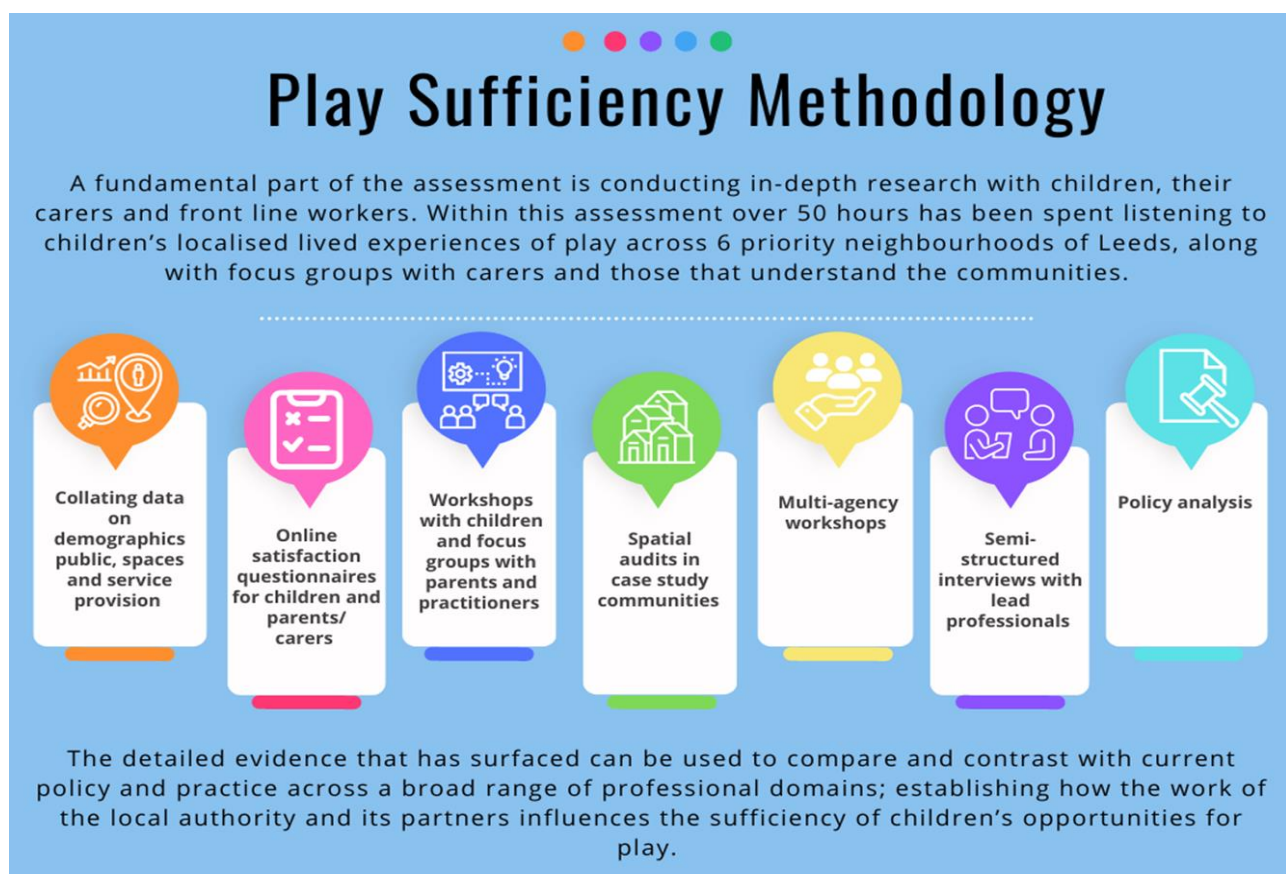 Play Sufficiency Methodology
A fundamental part of the assessment is conducting in-depth research with children, their
carers and front line workers. Within this assessment over 50 hours has been spent listening to
children’s localised lived experiences of play across 6 priority neighbourhoods of Leeds, along
with focus groups with carers and those that understand the communities.
Collating data
on
demographics
public, spaces
and service
provision
Online
satisfaction
questionnaires
for children and
parents/
carers
Workshops
with children
and focus
groups with
parents and
practitioners
Spatial
audits in
case study
communities
Multi-agency
workshops
Semi-
structured
interviews with
lead
professionals
Policy analysis
The detailed evidence that has surfaced can be used to compare and contrast with current
policy and practice across a broad range of professional domains; establishing how the work of
the local authority and its partners influences the sufficiency of children’s opportunities for
play.